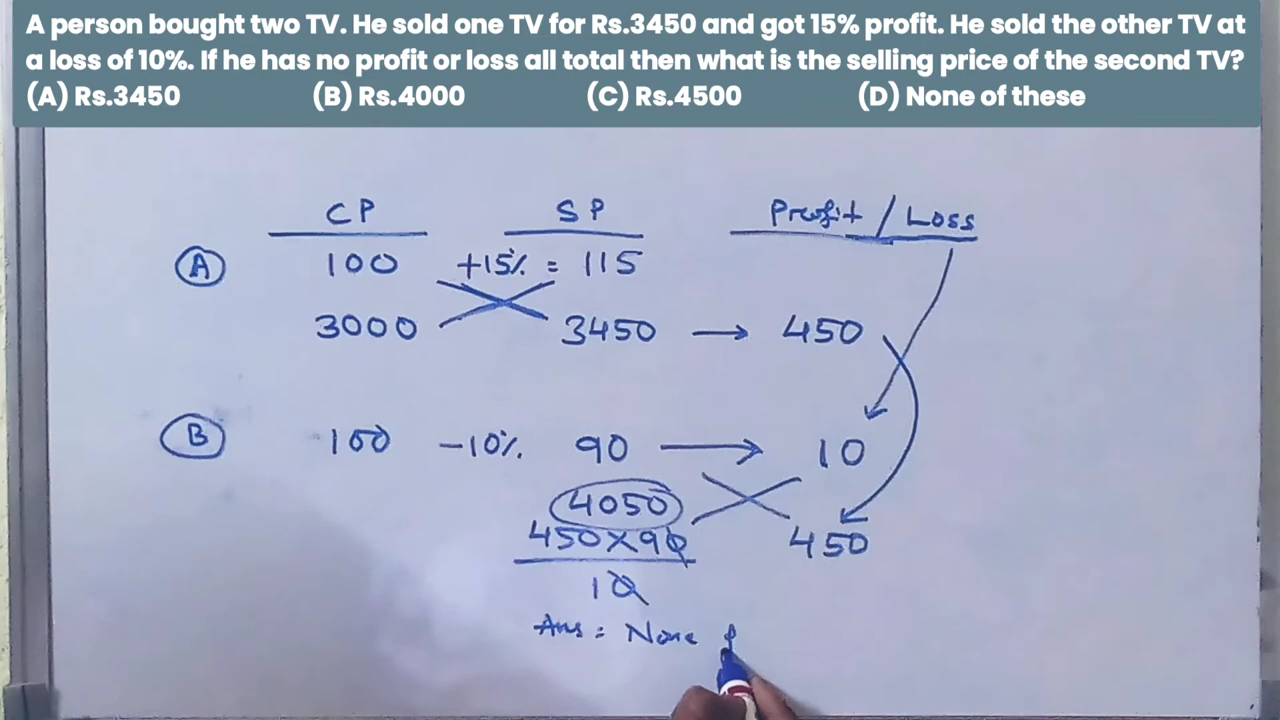 A person bought two TV. He sold one TV for Rs.3450 and got 15% profit. He sold the other TV at
a loss of 10%. If he has no profit or loss all total then what is the selling price of the second TV?
(A) Rs.3450 (B) Rs.4000 (C) Rs.4500 (D) None of these
CP SP Profit / Loss
A 100 +15% = 115
3000 3450 → 450
B 100 -10% 90 → 10
4050
450×90 450
10
Ans = None